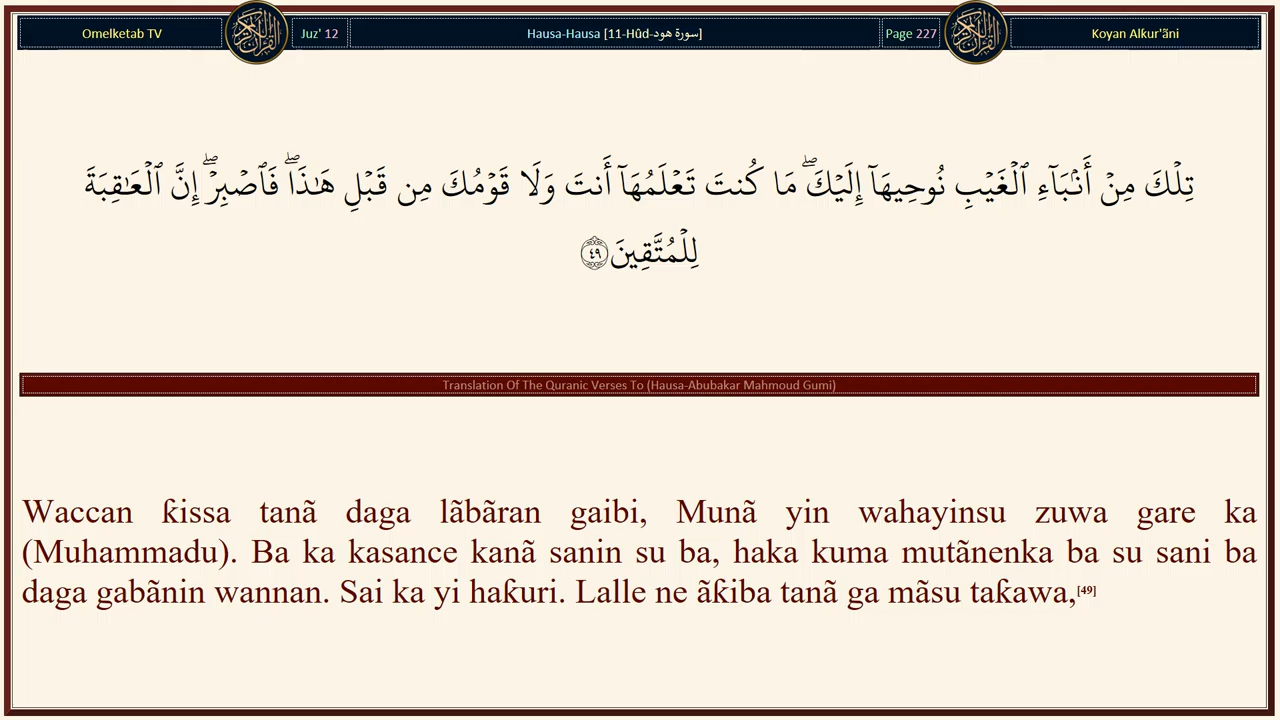 Omelketab TV
Juz' 12
Hausa-Hausa [11-Hûd-سورة هود]
Page 227
Koyan Alƙur'ãni
تِلۡكَ مِنۡ أَنۢبَآءِ ٱلۡغَيۡبِ نُوحِيهَآ إِلَيۡكَۖ مَا كُنتَ تَعۡلَمُهَآ أَنتَ وَلَا قَوۡمُكَ مِن قَبۡلِ هَٰذَاۖ فَٱصۡبِرۡۖ إِنَّ ٱلۡعَٰقِبَةَ
لِلۡمُتَّقِينَ ٤٩
Translation Of The Quranic Verses To (Hausa-Abubakar Mahmoud Gumi)
Waccan ƙissa tanã daga lãbãran gaibi, Munã yin wahayinsu zuwa gare ka
(Muhammadu). Ba ka kasance kanã sanin su ba, haka kuma mutãnenka ba su sani ba
daga gabãnin wannan. Sai ka yi haƙuri. Lalle ne ãƙiba tanã ga mãsu taƙawa,[49]